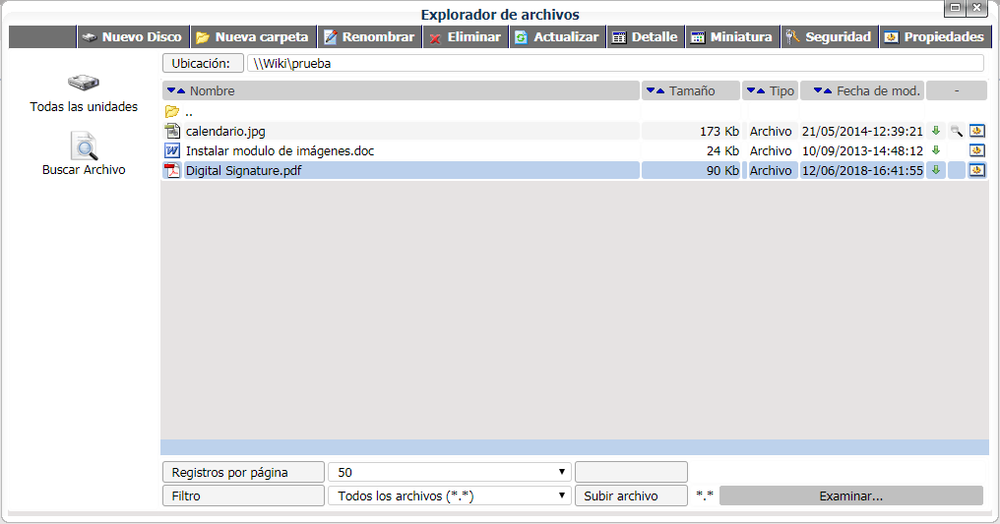 Explorador de archivos
Nuevo Disco Nueva carpeta Renombrar Eliminar Actualizar Detalle Miniatura Seguridad Propiedades
Ubicación: \\Wiki\prueba
Todas las unidades
Buscar Archivo
Nombre Tamaño Tipo Fecha de mod. -
..
calendario.jpg 173 Kb Archivo 21/05/2014-12:39:21
Instalar modulo de imágenes.doc 24 Kb Archivo 10/09/2013-14:48:12
Digital Signature.pdf 90 Kb Archivo 12/06/2018-16:41:55
Registros por página 50
Filtro Todos los archivos (*.*) Subir archivo *.* Examinar...